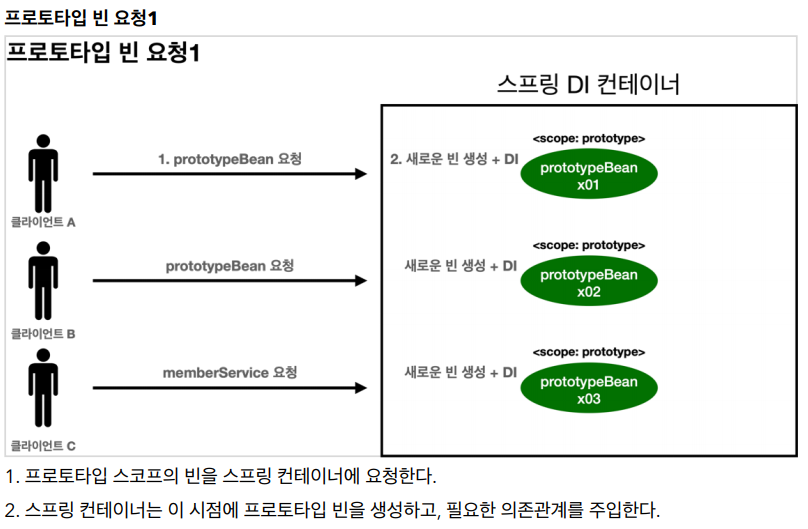 프로토타입 빈 요청1
프로토타입 빈 요청1
스프링 DI 컨테이너
1. prototypeBean 요청
2. 새로운 빈 생성 + DI
<scope: prototype>
prototypeBean
x01
클라이언트 A
prototypeBean 요청
새로운 빈 생성 + DI
<scope: prototype>
prototypeBean
x02
클라이언트 B
memberService 요청
새로운 빈 생성 + DI
<scope: prototype>
prototypeBean
x03
클라이언트 C
1. 프로토타입 스코프의 빈을 스프링 컨테이너에 요청한다.
2. 스프링 컨테이너는 이 시점에 프로토타입 빈을 생성하고, 필요한 의존관계를 주입한다.